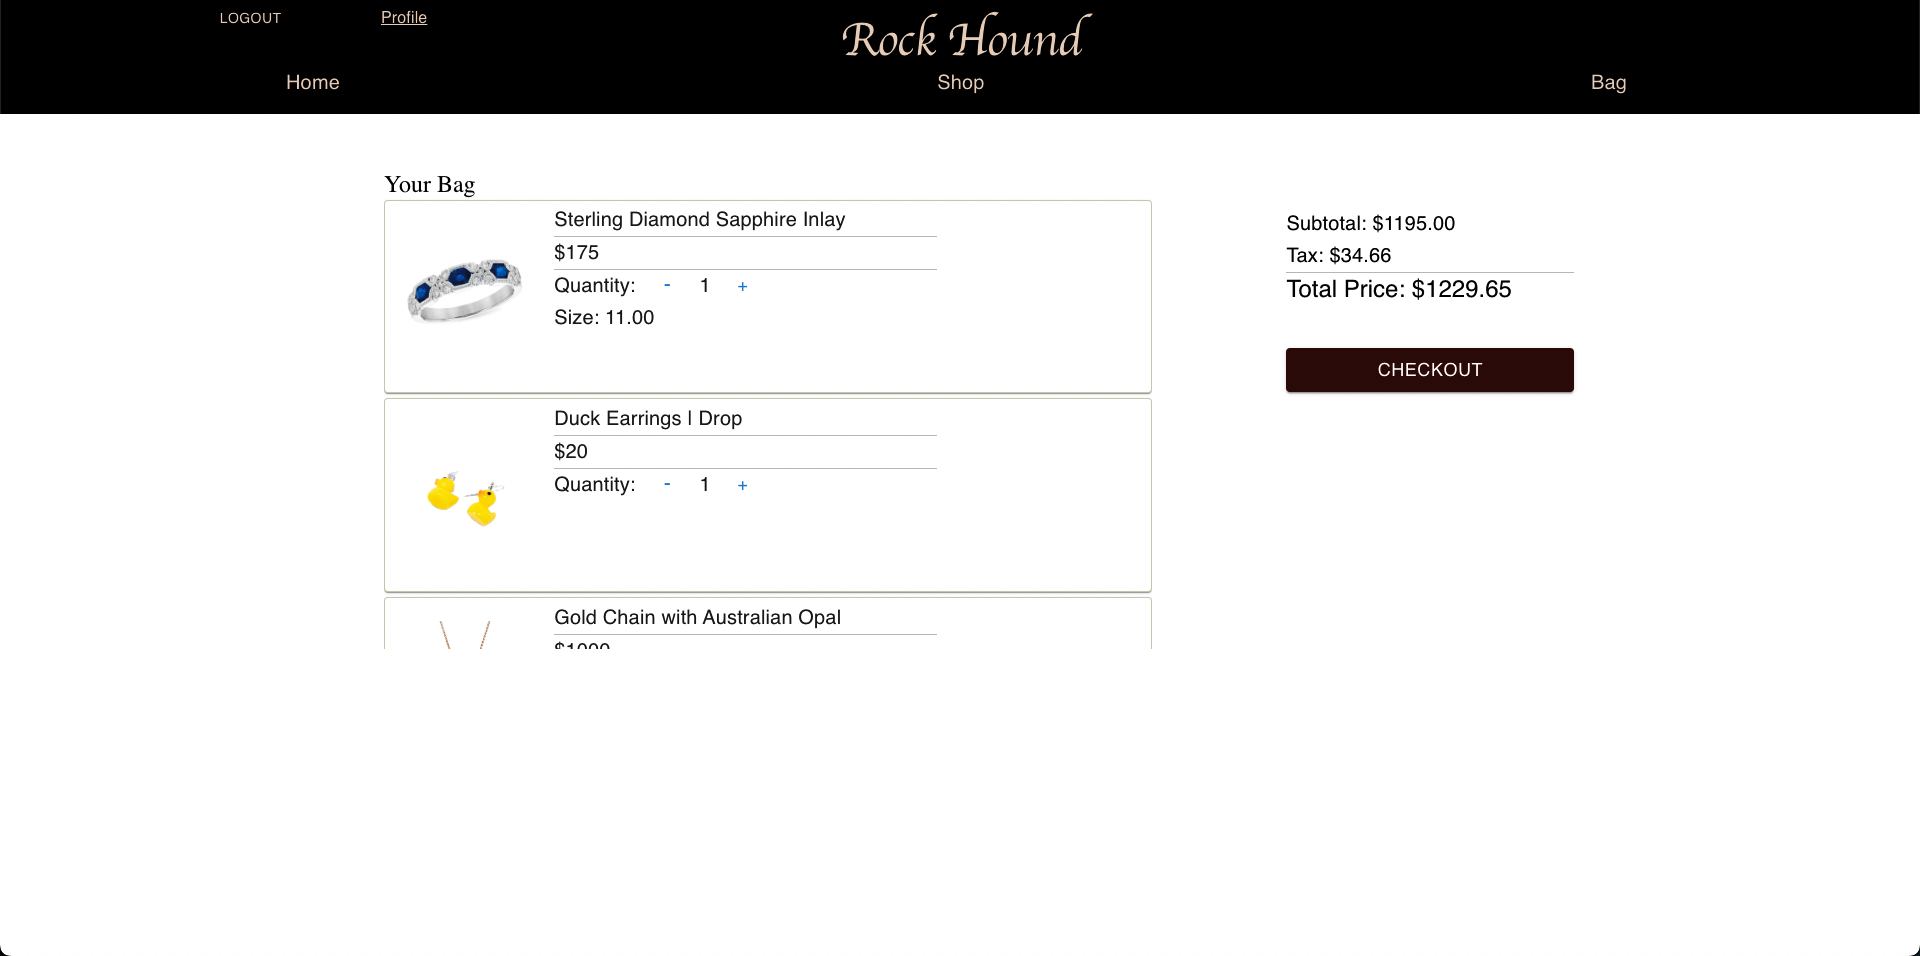 LOGOUT
Profile
Rock Hound
Home
Shop
Bag
Your Bag
Sterling Diamond Sapphire Inlay
$175
Quantity: - 1 +
Size: 11.00
Duck Earrings | Drop
$20
Quantity: - 1 +
Gold Chain with Australian Opal
$1000
Subtotal: $1195.00
Tax: $34.66
Total Price: $1229.65
CHECKOUT